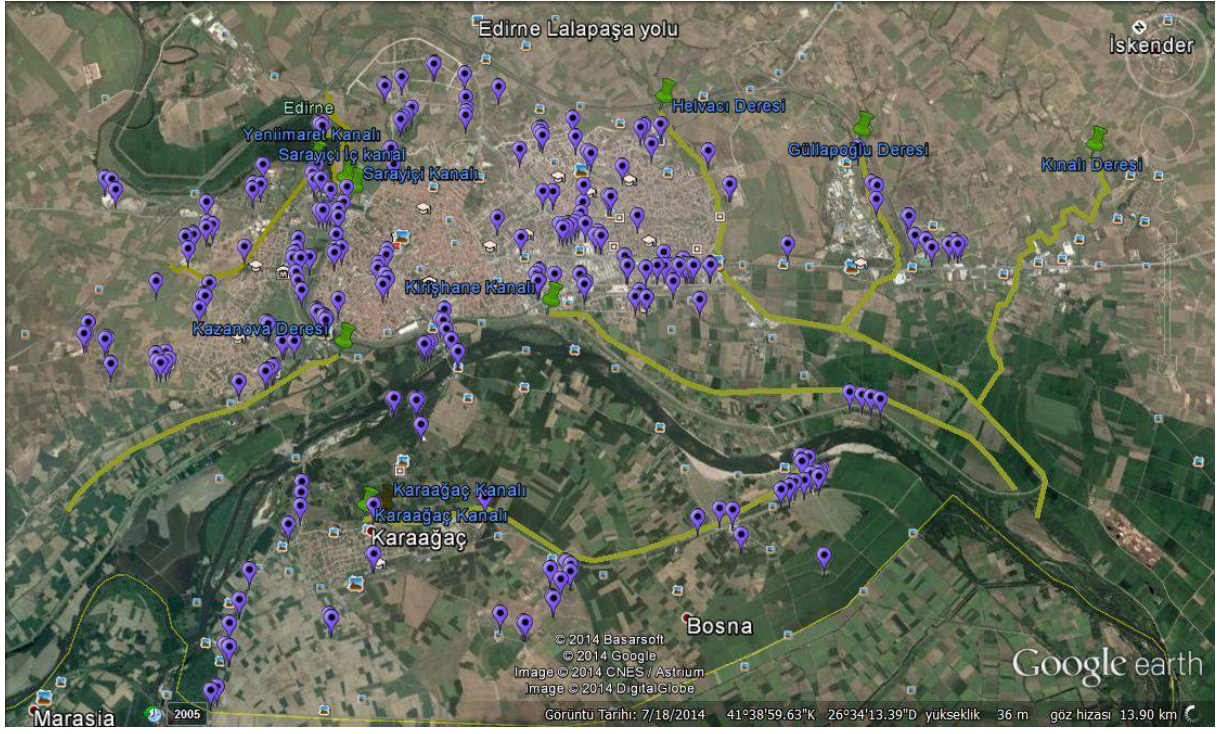 Edirne Lalapaşa yolu
İskender
N
Edirne
Helvacı Deresi
Yeniimaret Kanalı
Sarayiçi İç kanal
Sarayiçi Kanalı
Güllapoğlu Deresi
Kınalı Deresi
Kirişhane Kanalı
Kazanova Deresi
Karaağaç Kanalı
Karaağaç Kanalı
Karaağaç
Bosna
© 2014 Basarsoft
© 2014 Google
Image © 2014 CNES / Astrium
Image © 2014 DigitalGlobe
Google earth
Marasia
2005
Görüntü Tarihi: 7/18/2014 41°38'59.63"K 26°34'13.39"D yükseklik 36 m göz hizası 13.90 km